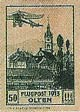 FLUGPOST 1913
50 OLTEN